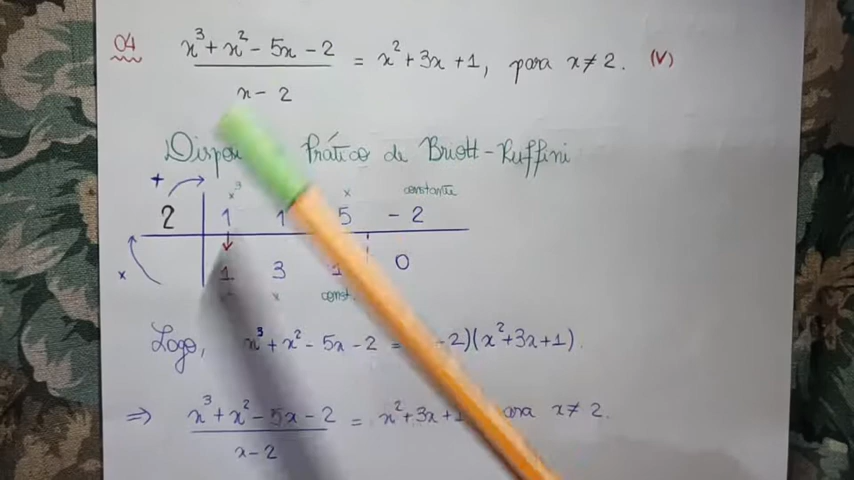 04 x³ + x² - 5x - 2 = x² + 3x + 1, para x ≠ 2. (V)
x - 2
Prático de Briott-Ruffini
+ x³ x constante
2 1 1 5 - 2
x 1 3 1 0
x const.
Logo, x³ + x² - 5x - 2 = -2)(x² + 3x + 1).
⇒ x³ + x² - 5x - 2 = x² + 3x + 1 x ≠ 2.
x - 2